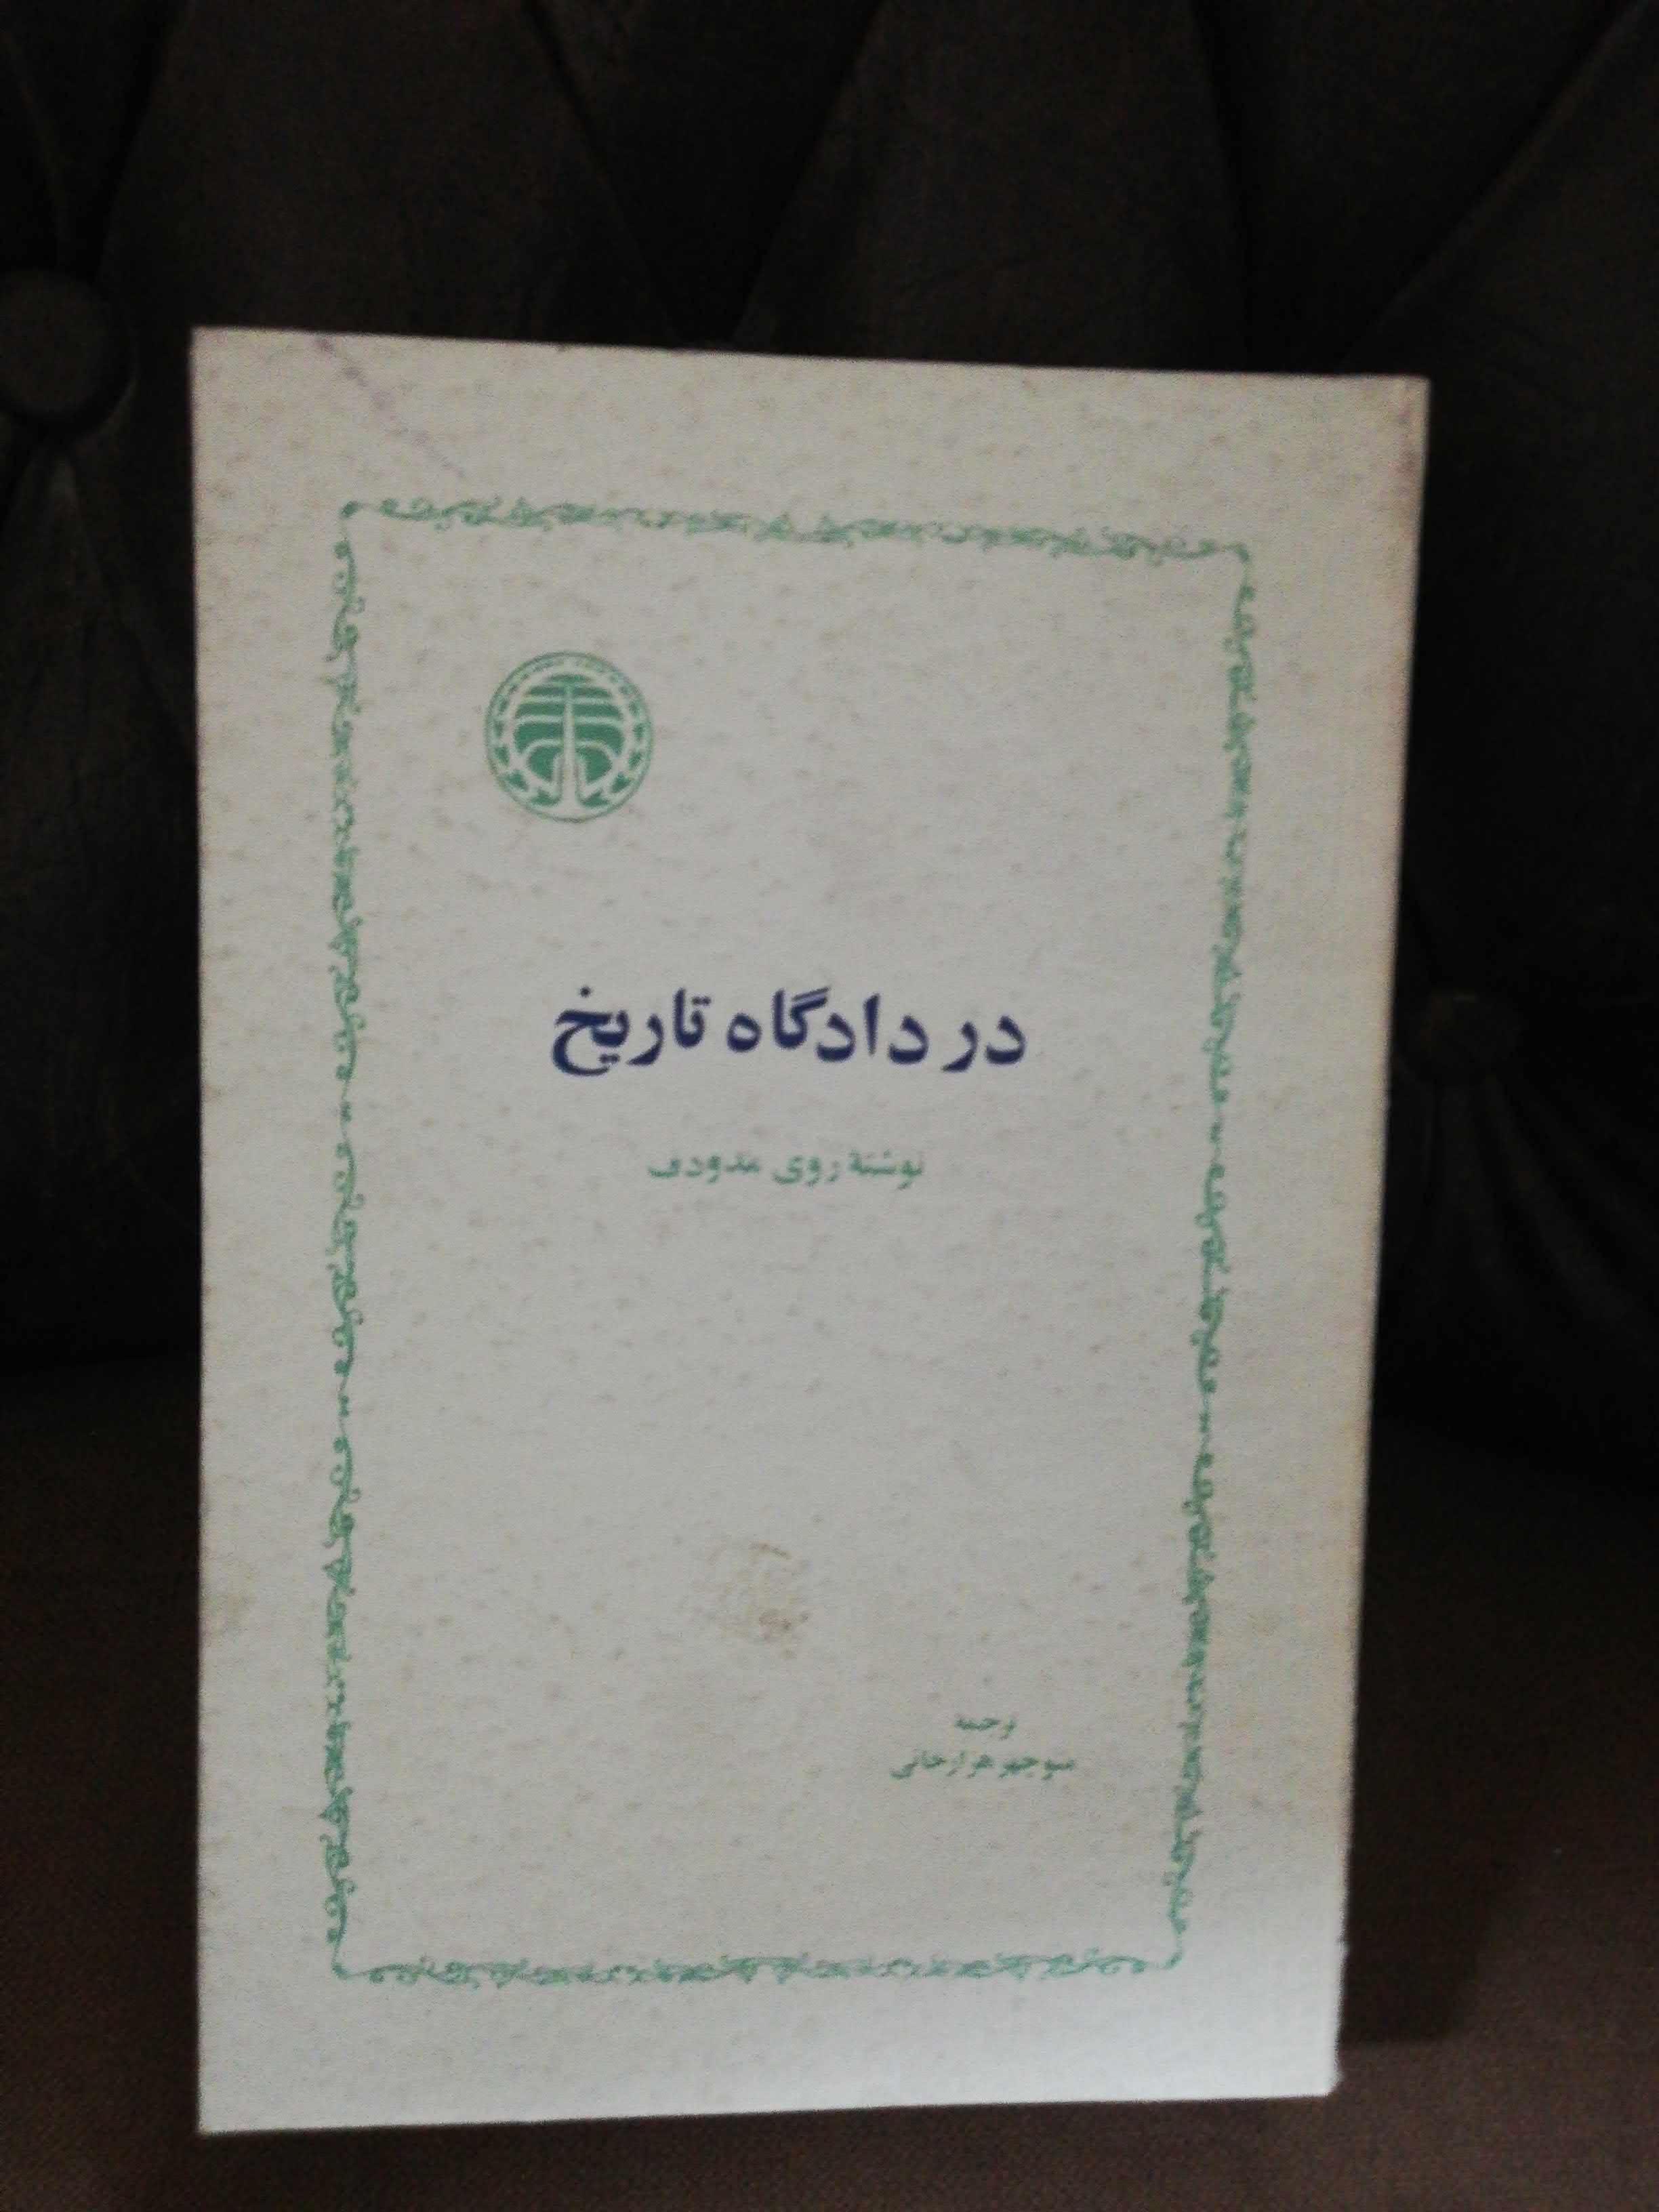 در دادگاه تاریخ
نوشتهٔ روی مدودف
ترجمه
منوچهر هزارخانی